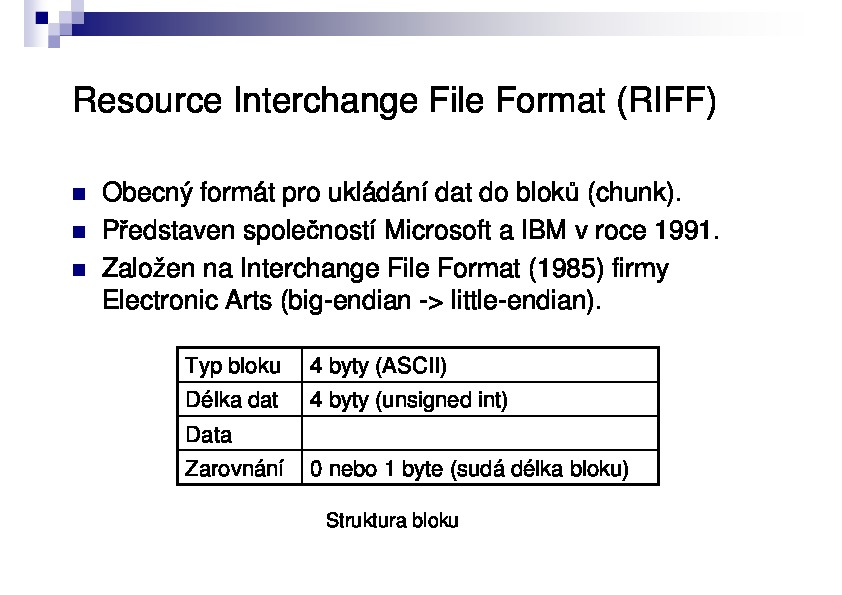 Resource Interchange File Format (RIFF)
Obecný formát pro ukládání dat do bloků (chunk).
Představen společností Microsoft a IBM v roce 1991.
Založen na Interchange File Format (1985) firmy
Electronic Arts (big-endian -> little-endian).
Typ bloku 4 byty (ASCII)
Délka dat 4 byty (unsigned int)
Data
Zarovnání 0 nebo 1 byte (sudá délka bloku)
Struktura bloku